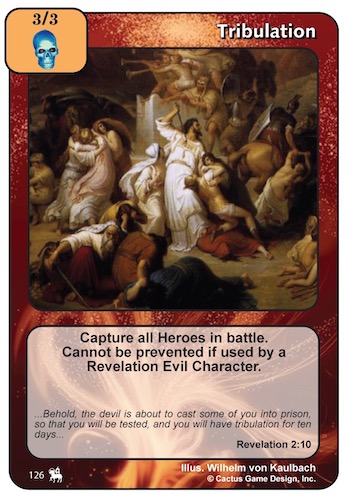 3/3
Tribulation
Capture all Heroes in battle.
Cannot be prevented if used by a
Revelation Evil Character.
...Behold, the devil is about to cast some of you into prison,
so that you will be tested, and you will have tribulation for ten
days...
Revelation 2:10
Illus. Wilhelm von Kaulbach
126
© Cactus Game Design, Inc.